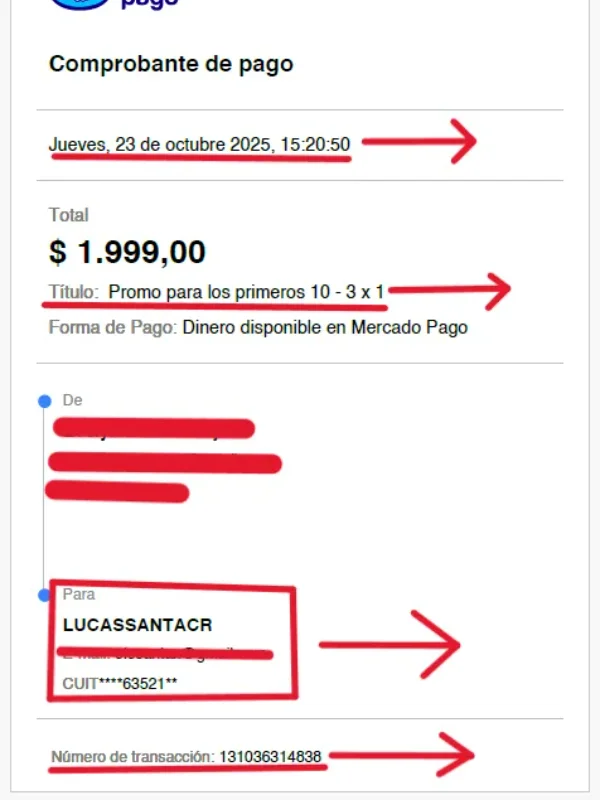 pago
Comprobante de pago
Jueves, 23 de octubre 2025, 15:20:50
Total
$ 1.999,00
Título: Promo para los primeros 10 - 3 x 1
Forma de Pago: Dinero disponible en Mercado Pago
De
Para
LUCASSANTACR
CUIT****63521**
Número de transacción: 131036314838